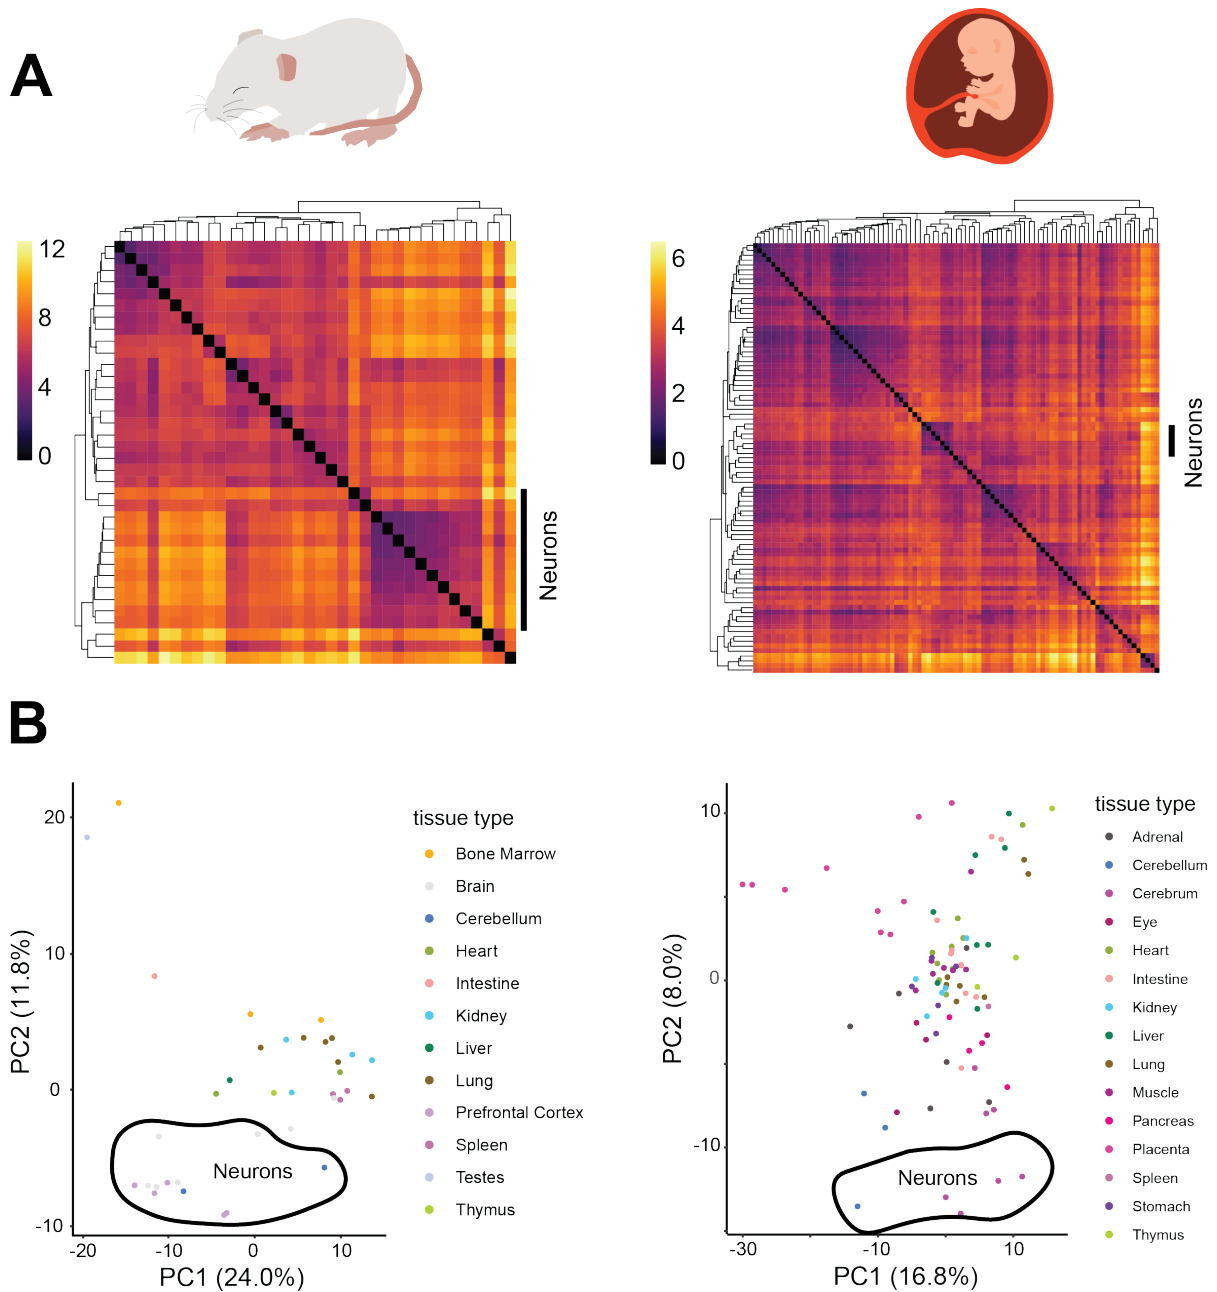 A
12
8
4
0
Neurons
6
4
2
0
Neurons
B
20
10
0
-10
PC2 (11.8%)
-20
-10
0
10
PC1 (24.0%)
Neurons
tissue type
Bone Marrow
Brain
Cerebellum
Heart
Intestine
Kidney
Liver
Lung
Prefrontal Cortex
Spleen
Testes
Thymus
10
0
-10
PC2 (8.0%)
-30
-10
10
PC1 (16.8%)
Neurons
tissue type
Adrenal
Cerebellum
Cerebrum
Eye
Heart
Intestine
Kidney
Liver
Lung
Muscle
Pancreas
Placenta
Spleen
Stomach
Thymus